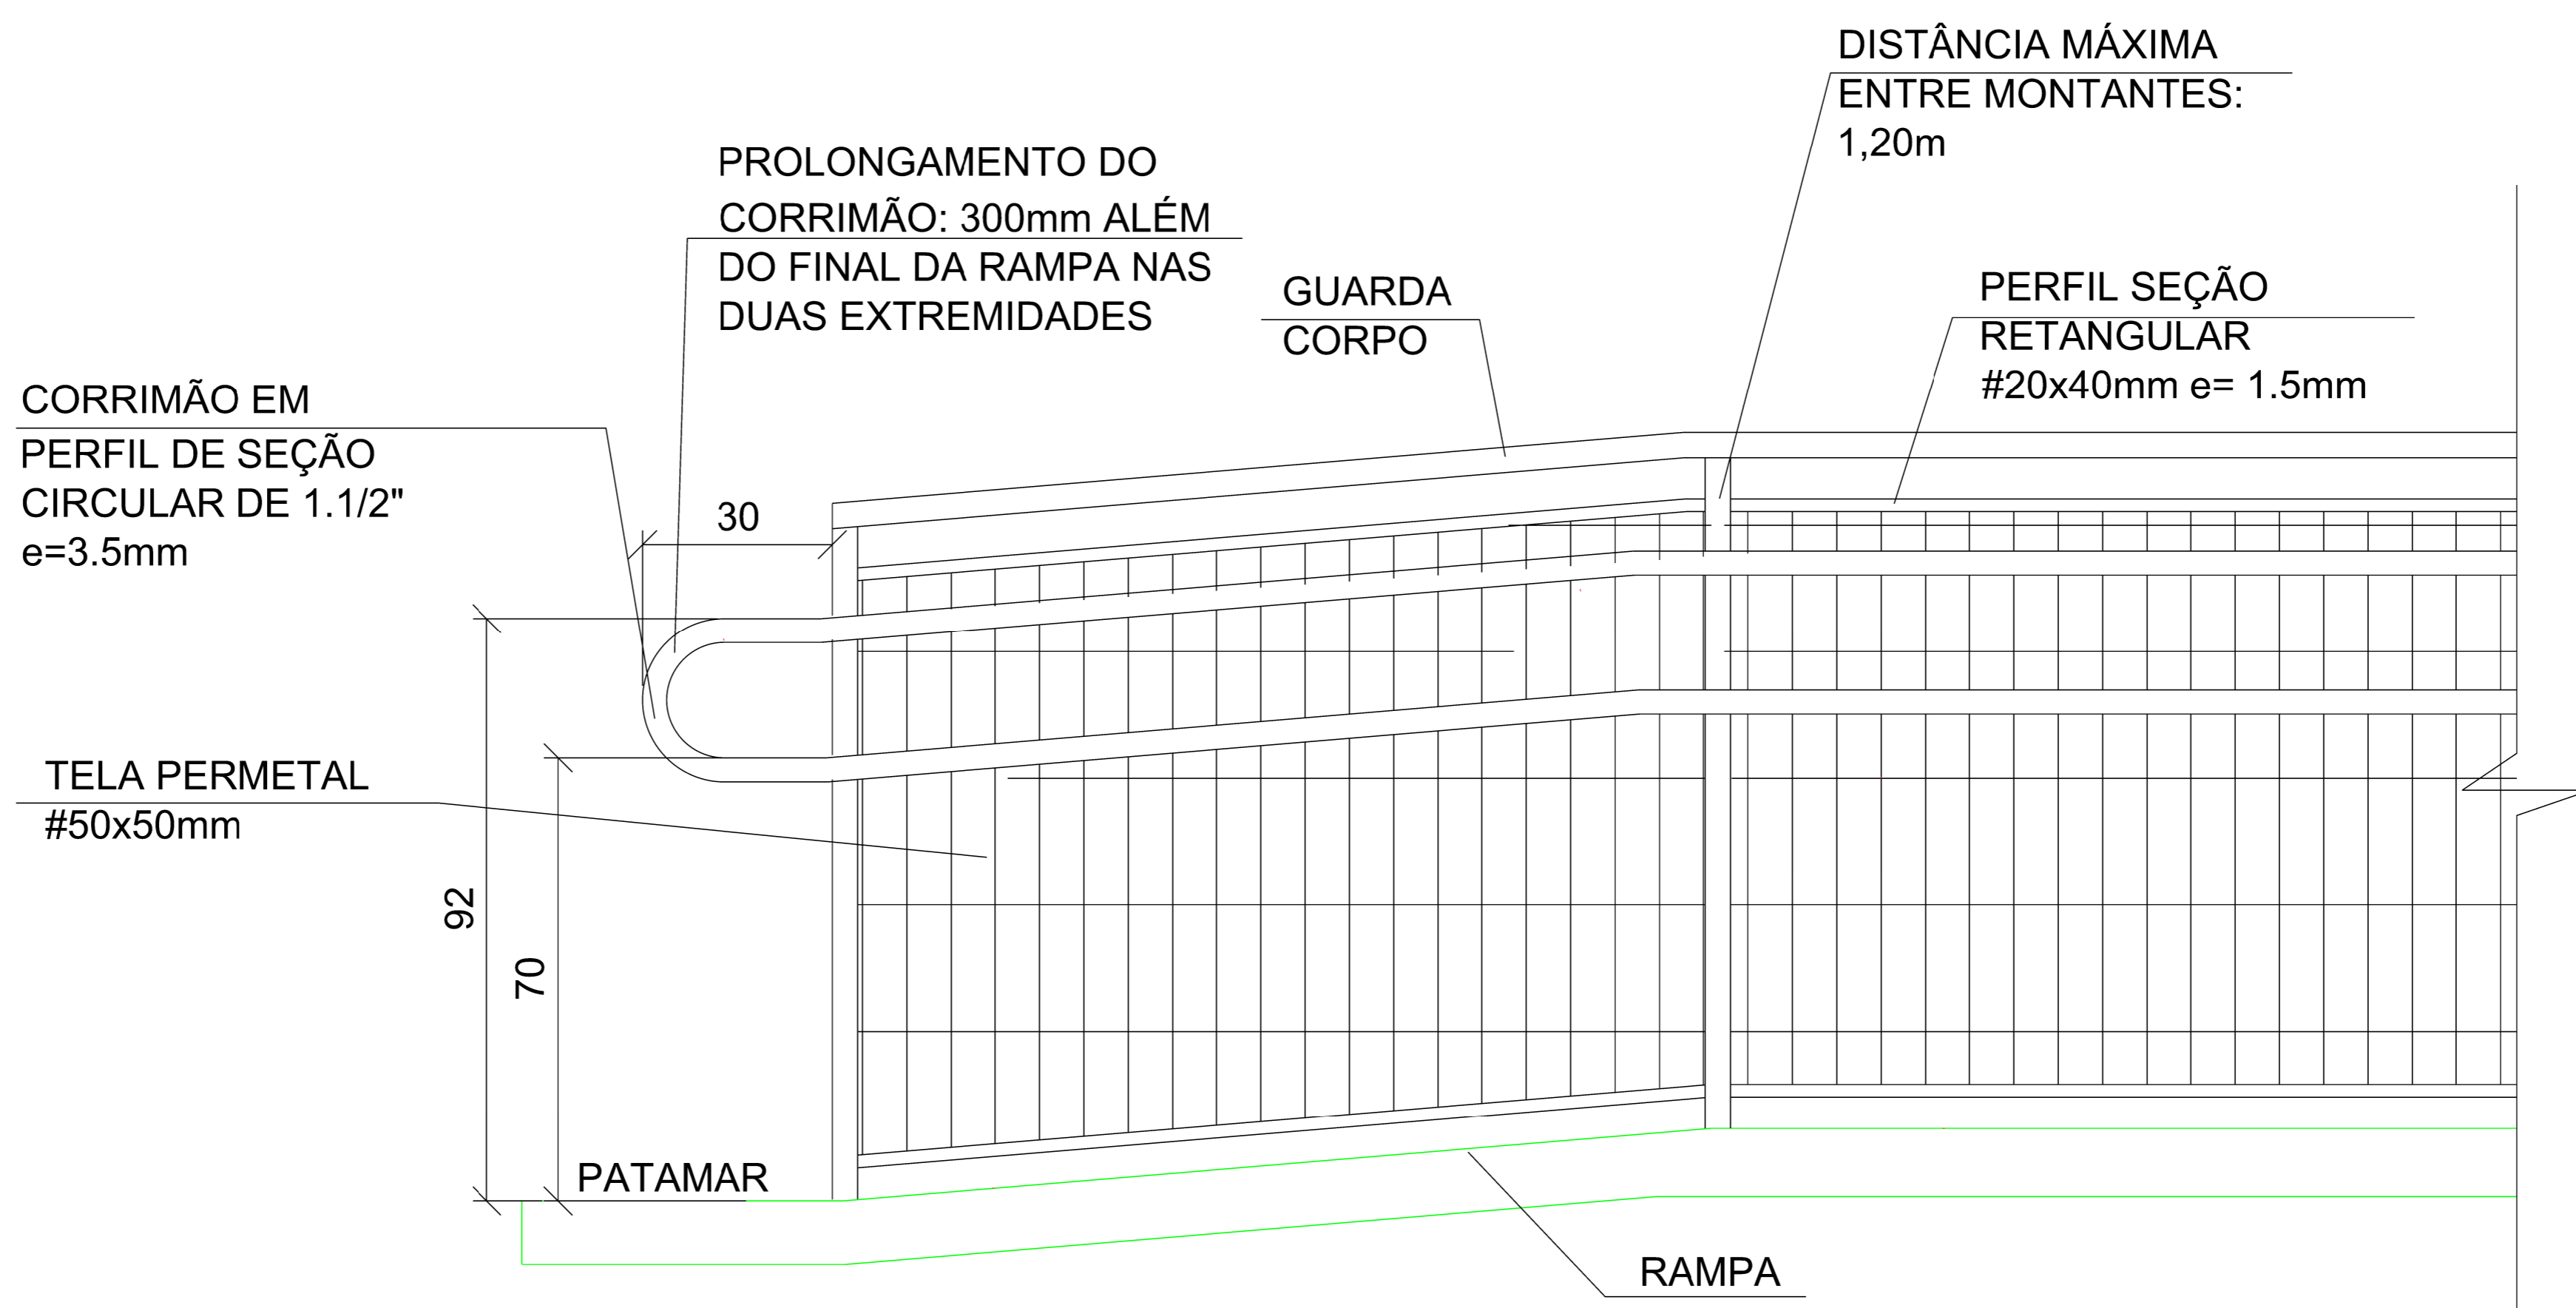 DISTÂNCIA MÁXIMA
ENTRE MONTANTES:
1,20m
PROLONGAMENTO DO
CORRIMÃO: 300mm ALÉM
DO FINAL DA RAMPA NAS
DUAS EXTREMIDADES
GUARDA
CORPO
PERFIL SEÇÃO
RETANGULAR
#20x40mm e= 1.5mm
CORRIMÃO EM
PERFIL DE SEÇÃO
CIRCULAR DE 1.1/2"
e=3.5mm
30
TELA PERMETAL
#50x50mm
92
70
PATAMAR
RAMPA